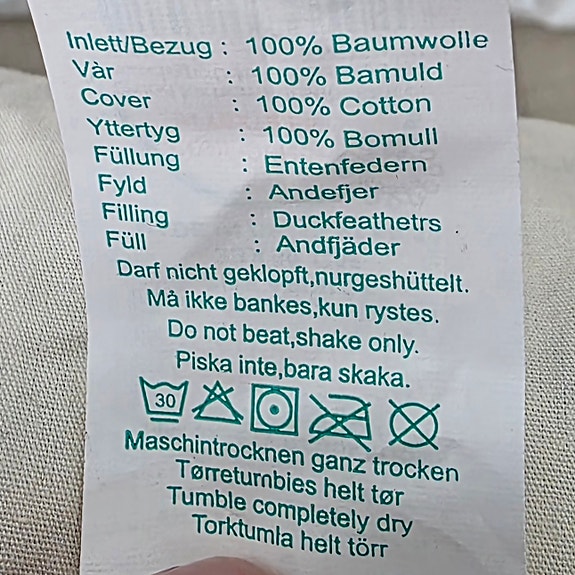 Inlett/Bezug : 100% Baumwolle
Vàr : 100% Bamuld
Cover : 100% Cotton
Yttertyg : 100% Bomull
Füllung : Entenfedern
Fyld : Andefjer
Filling : Duckfeathetrs
Füll : Andfjäder
Darf nicht geklopft,nurgeshüttelt.
Må ikke bankes,kun rystes.
Do not beat,shake only.
Piska inte,bara skaka.
30
Maschintrocknen ganz trocken
Tørreturnbies helt tør
Tumble completely dry
Torktumla helt törr